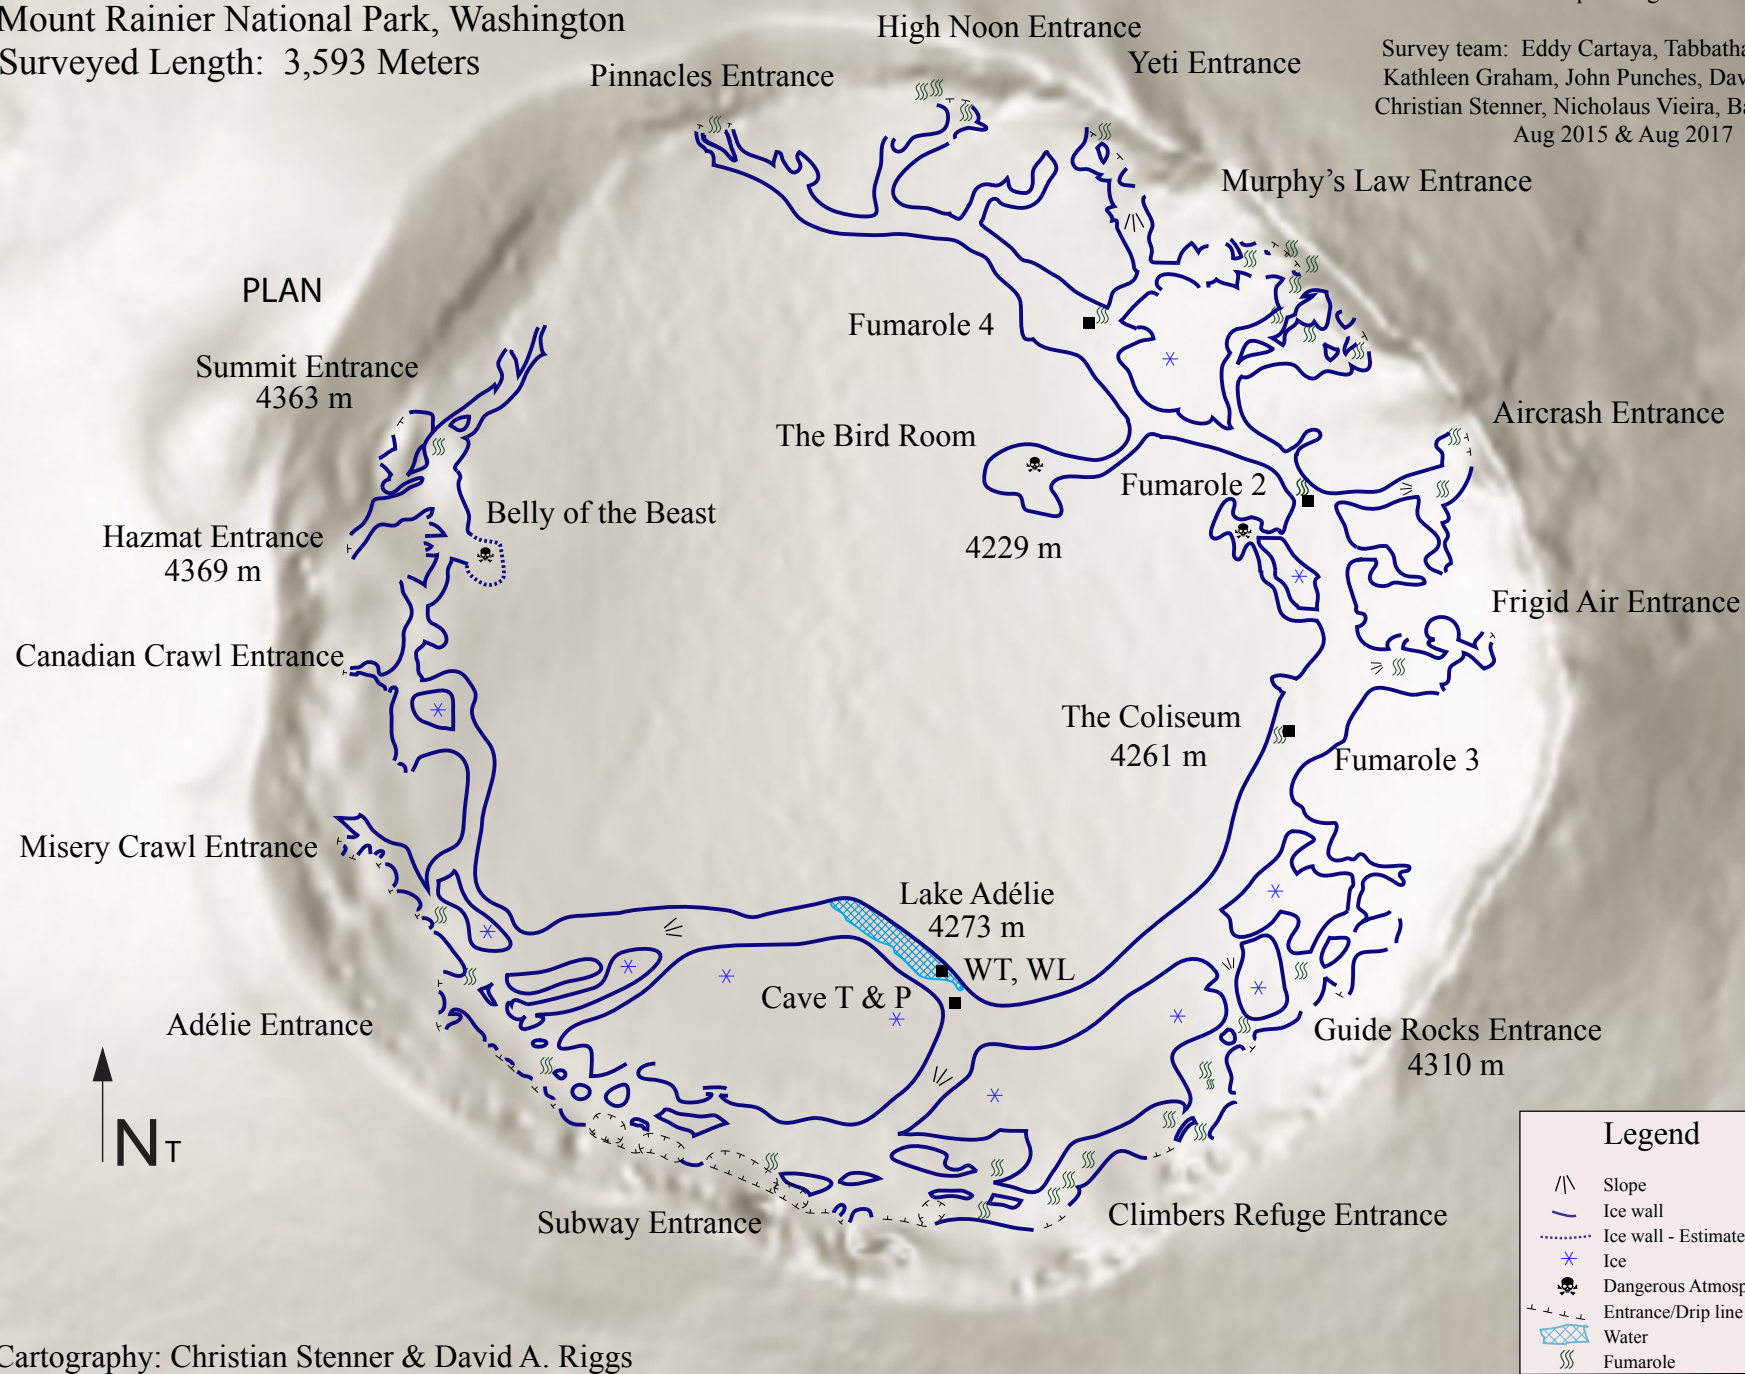 Mount Rainier National Park, Washington
Surveyed Length: 3,593 Meters
Survey team: Eddy Cartaya,
Kathleen Graham, John Punches,
Christian Stenner, Nicholaus Vieira,
Aug 2015 & Aug 2017
High Noon Entrance
Yeti Entrance
Pinnacles Entrance
Murphy's Law Entrance
PLAN
Fumarole 4
Summit Entrance
4363 m
Aircrash Entrance
The Bird Room
Fumarole 2
Belly of the Beast
Hazmat Entrance
4369 m
4229 m
Frigid Air Entrance
Canadian Crawl Entrance
The Coliseum
4261 m
Fumarole 3
Misery Crawl Entrance
Lake Adélie
4273 m
WT, WL
Cave T & P
Adélie Entrance
Guide Rocks Entrance
4310 m
N T
Subway Entrance
Climbers Refuge Entrance
Legend
Slope
Ice wall
Ice wall - Estimate
Ice
Dangerous
Entrance/Drip line
Water
Fumarole
Cartography: Christian Stenner & David A. Riggs